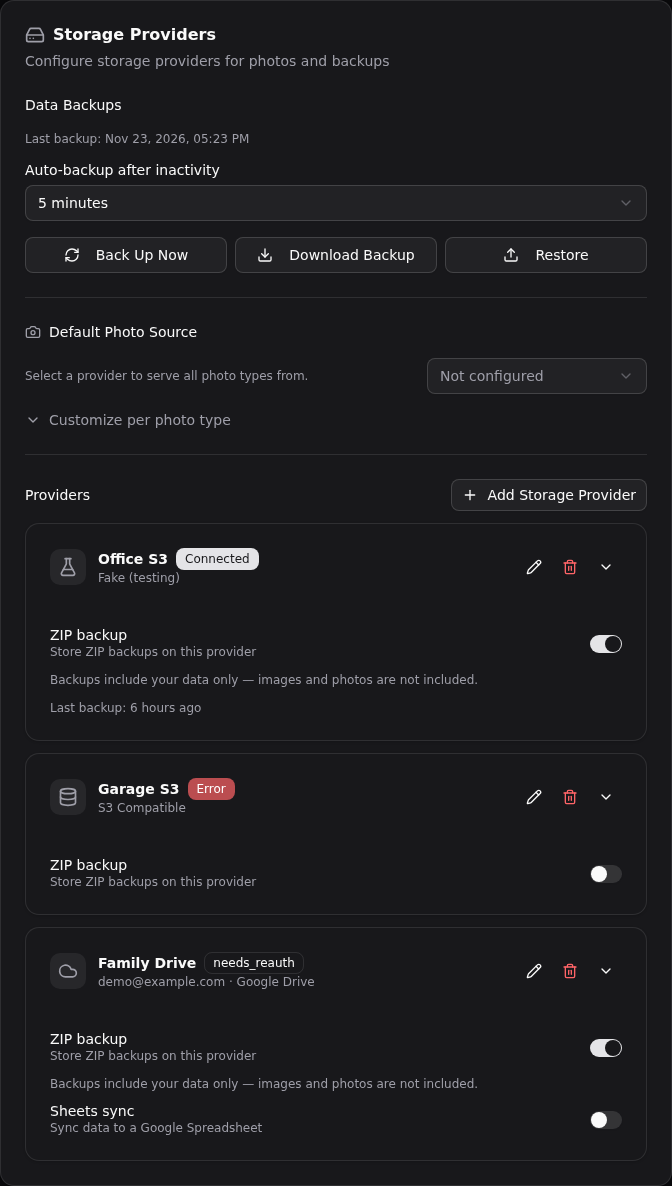 Storage Providers
Configure storage providers for photos and backups
Data Backups
Last backup: Nov 23, 2026, 05:23 PM
Auto-backup after inactivity
5 minutes
Back Up Now
Download Backup
Restore
Default Photo Source
Select a provider to serve all photo types from.
Not configured
Customize per photo type
Providers
Add Storage Provider
Office S3
Connected
Fake (testing)
ZIP backup
Store ZIP backups on this provider
Backups include your data only — images and photos are not included.
Last backup: 6 hours ago
Garage S3
Error
S3 Compatible
ZIP backup
Store ZIP backups on this provider
Family Drive
needs_reauth
demo@example.com · Google Drive
ZIP backup
Store ZIP backups on this provider
Backups include your data only — images and photos are not included.
Sheets sync
Sync data to a Google Spreadsheet